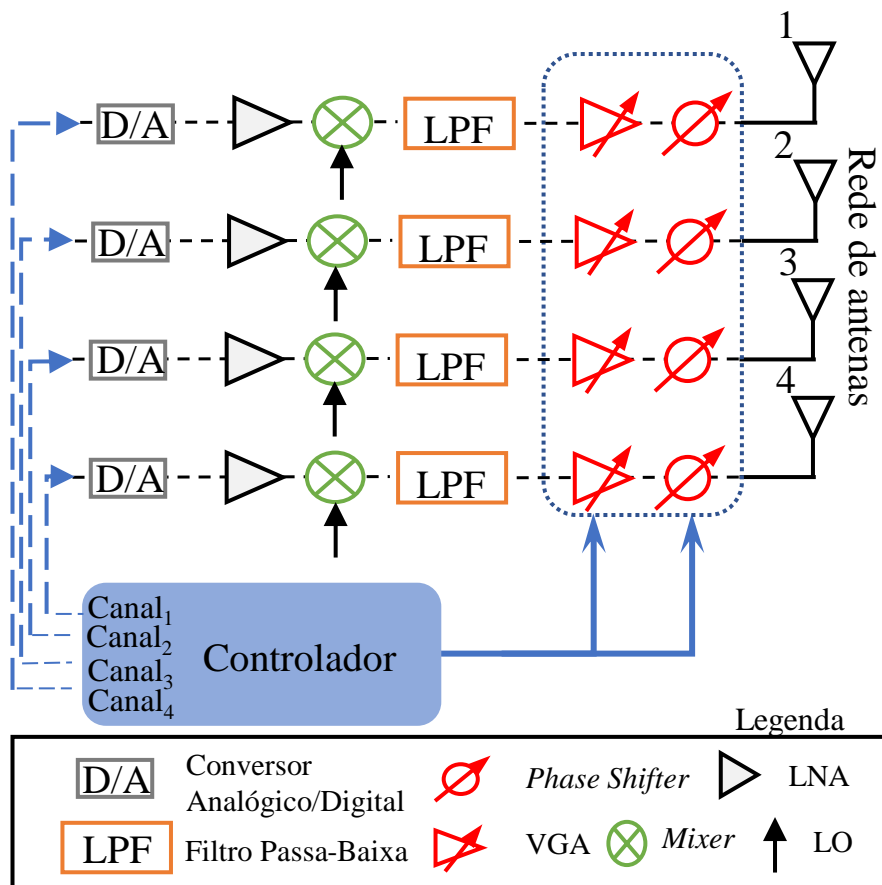 1
D/A
LPF
2
D/A
LPF
3
D/A
LPF
4
D/A
LPF
Rede de antenas
Canal1
Canal2
Canal3
Canal4
Controlador
Legenda
D/A
Conversor
Analógico/Digital
Phase Shifter
LNA
LPF
Filtro Passa-Baixa
VGA
Mixer
LO